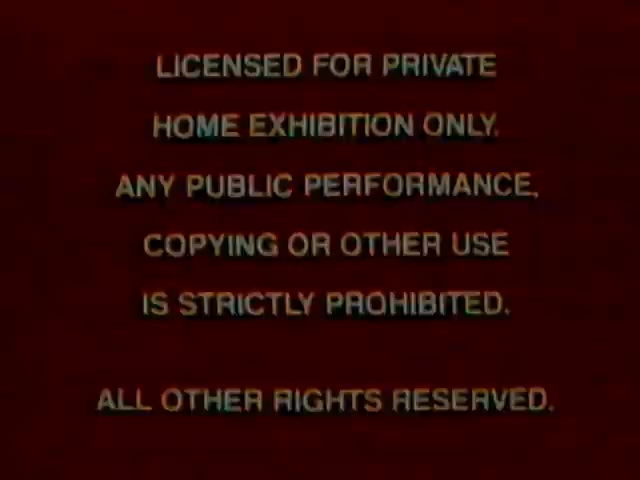 LICENSED FOR PRIVATE
HOME EXHIBITION ONLY.
ANY PUBLIC PERFORMANCE,
COPYING OR OTHER USE
IS STRICTLY PROHIBITED.
ALL OTHER RIGHTS RESERVED.